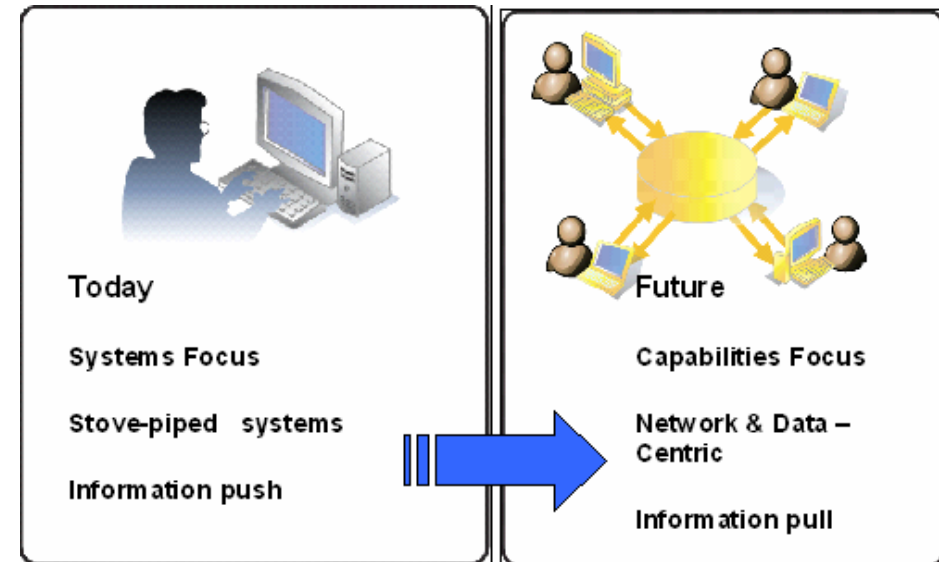 Today
Systems Focus
Stove-piped systems
Information push
Future
Capabilities Focus
Network & Data –
Centric
Information pull